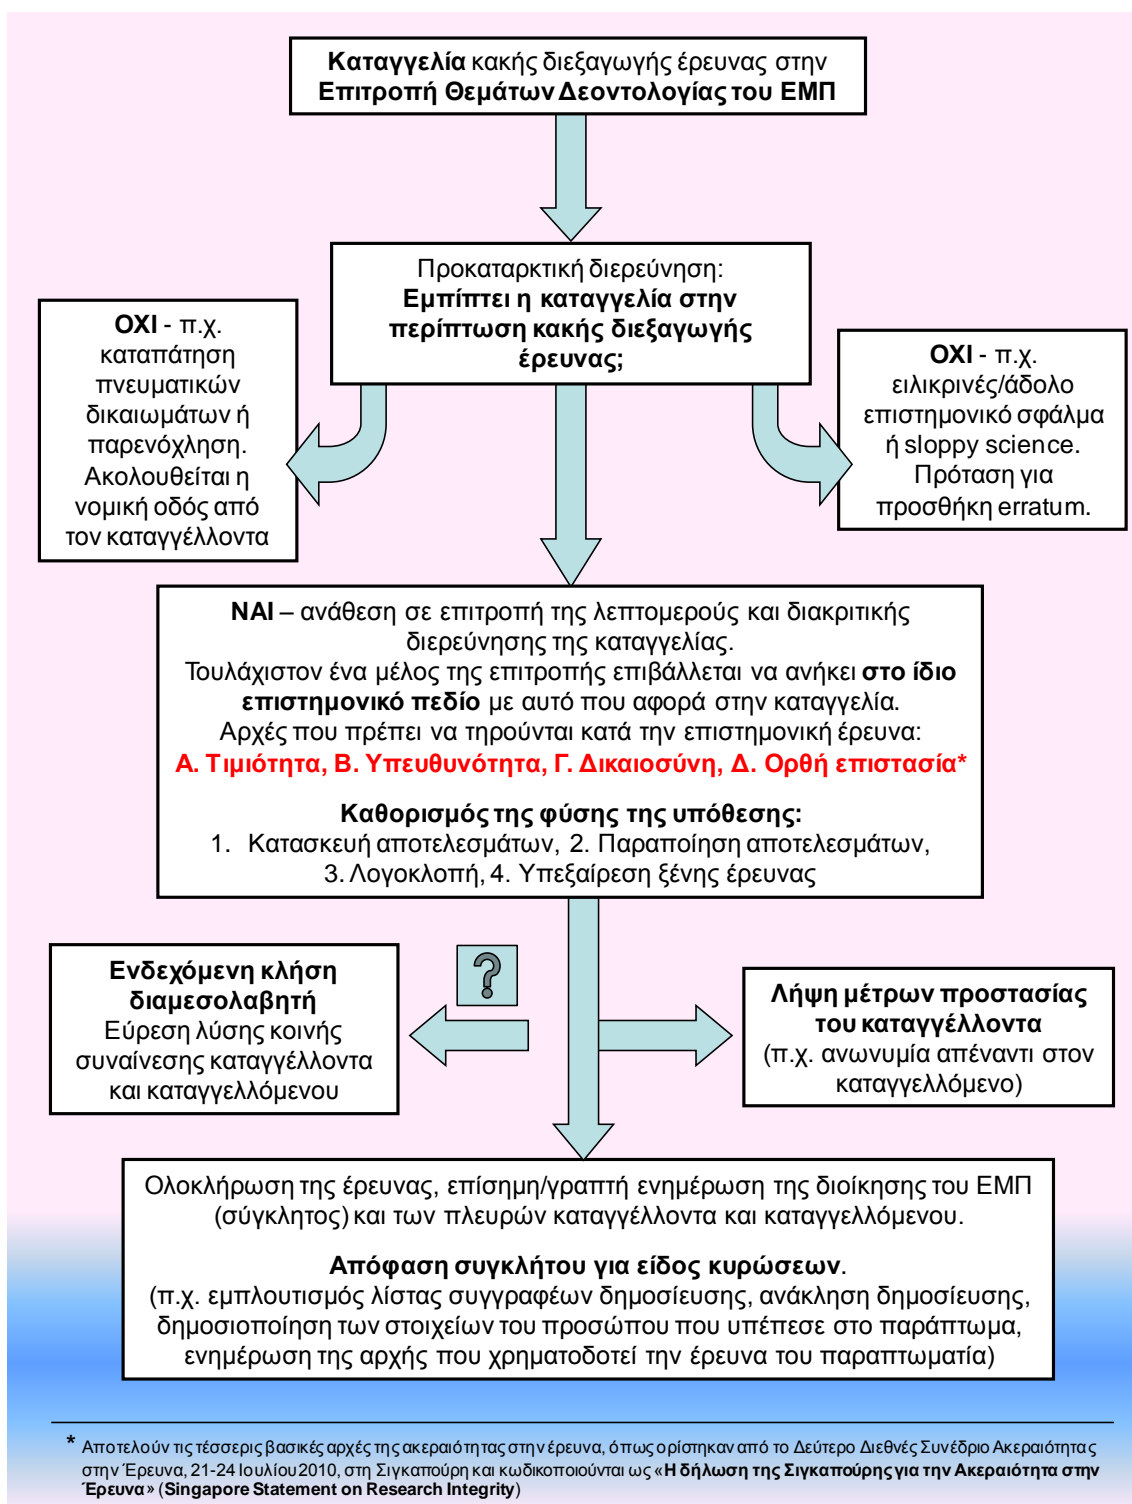 Καταγγελία κακής διεξαγωγής έρευνας στην
Επιτροπή Θεμάτων Δεοντολογίας του ΕΜΠ
Προκαταρκτική διερεύνηση:
Εμπίπτει η καταγγελία στην
περίπτωση κακής διεξαγωγής
έρευνας;
ΟΧΙ - π.χ.
καταπάτηση
πνευματικών
δικαιωμάτων ή
παρενόχληση.
Ακολουθείται η
νομική οδός από
τον καταγγέλλοντα
ΟΧΙ - π.χ.
ειλικρινές/άδολο
επιστημονικό σφάλμα
ή sloppy science.
Πρόταση για
προσθήκη erratum.
ΝΑΙ – ανάθεση σε επιτροπή της λεπτομερούς και διακριτικής
διερεύνησης της καταγγελίας.
Τουλάχιστον ένα μέλος της επιτροπής επιβάλλεται να ανήκει στο ίδιο
επιστημονικό πεδίο με αυτό που αφορά στην καταγγελία.
Αρχές που πρέπει να τηρούνται κατά την επιστημονική έρευνα:
Α. Τιμιότητα, Β. Υπευθυνότητα, Γ. Δικαιοσύνη, Δ. Ορθή επιστασία*
Καθορισμός της φύσης της υπόθεσης:
1. Κατασκευή αποτελεσμάτων, 2. Παραποίηση αποτελεσμάτων,
3. Λογοκλοπή, 4. Υπεξαίρεση ξένης έρευνας
?
Ενδεχόμενη κλήση
διαμεσολαβητή
Εύρεση λύσης κοινής
συναίνεσης καταγγέλλοντα
και καταγγελλόμενου
Λήψη μέτρων προστασίας
του καταγγέλλοντα
(π.χ. ανωνυμία απέναντι στον
καταγγελλόμενο)
Ολοκλήρωση της έρευνας, επίσημη/γραπτή ενημέρωση της διοίκησης του ΕΜΠ
(σύγκλητος) και των πλευρών καταγγέλλοντα και καταγγελλόμενου.
Απόφαση συγκλήτου για είδος κυρώσεων.
(π.χ. εμπλουτισμός λίστας συγγραφέων δημοσίευσης, ανάκληση δημοσίευσης,
δημοσιοποίηση των στοιχείων του προσώπου που υπέπεσε στο παράπτωμα,
ενημέρωση της αρχής που χρηματοδοτεί την έρευνα του παραπτωματία)
* Αποτελούν τις τέσσερις βασικές αρχές της ακεραιότητας στην έρευνα, όπως ορίστηκαν από το Δεύτερο Διεθνές Συνέδριο Ακεραιότητας
στην Έρευνα, 21-24 Ιουλίου 2010, στη Σιγκαπούρη και κωδικοποιούνται ως «Η δήλωση της Σιγκαπούρης για την Ακεραιότητα στην
Έρευνα» (Singapore Statement on Research Integrity)